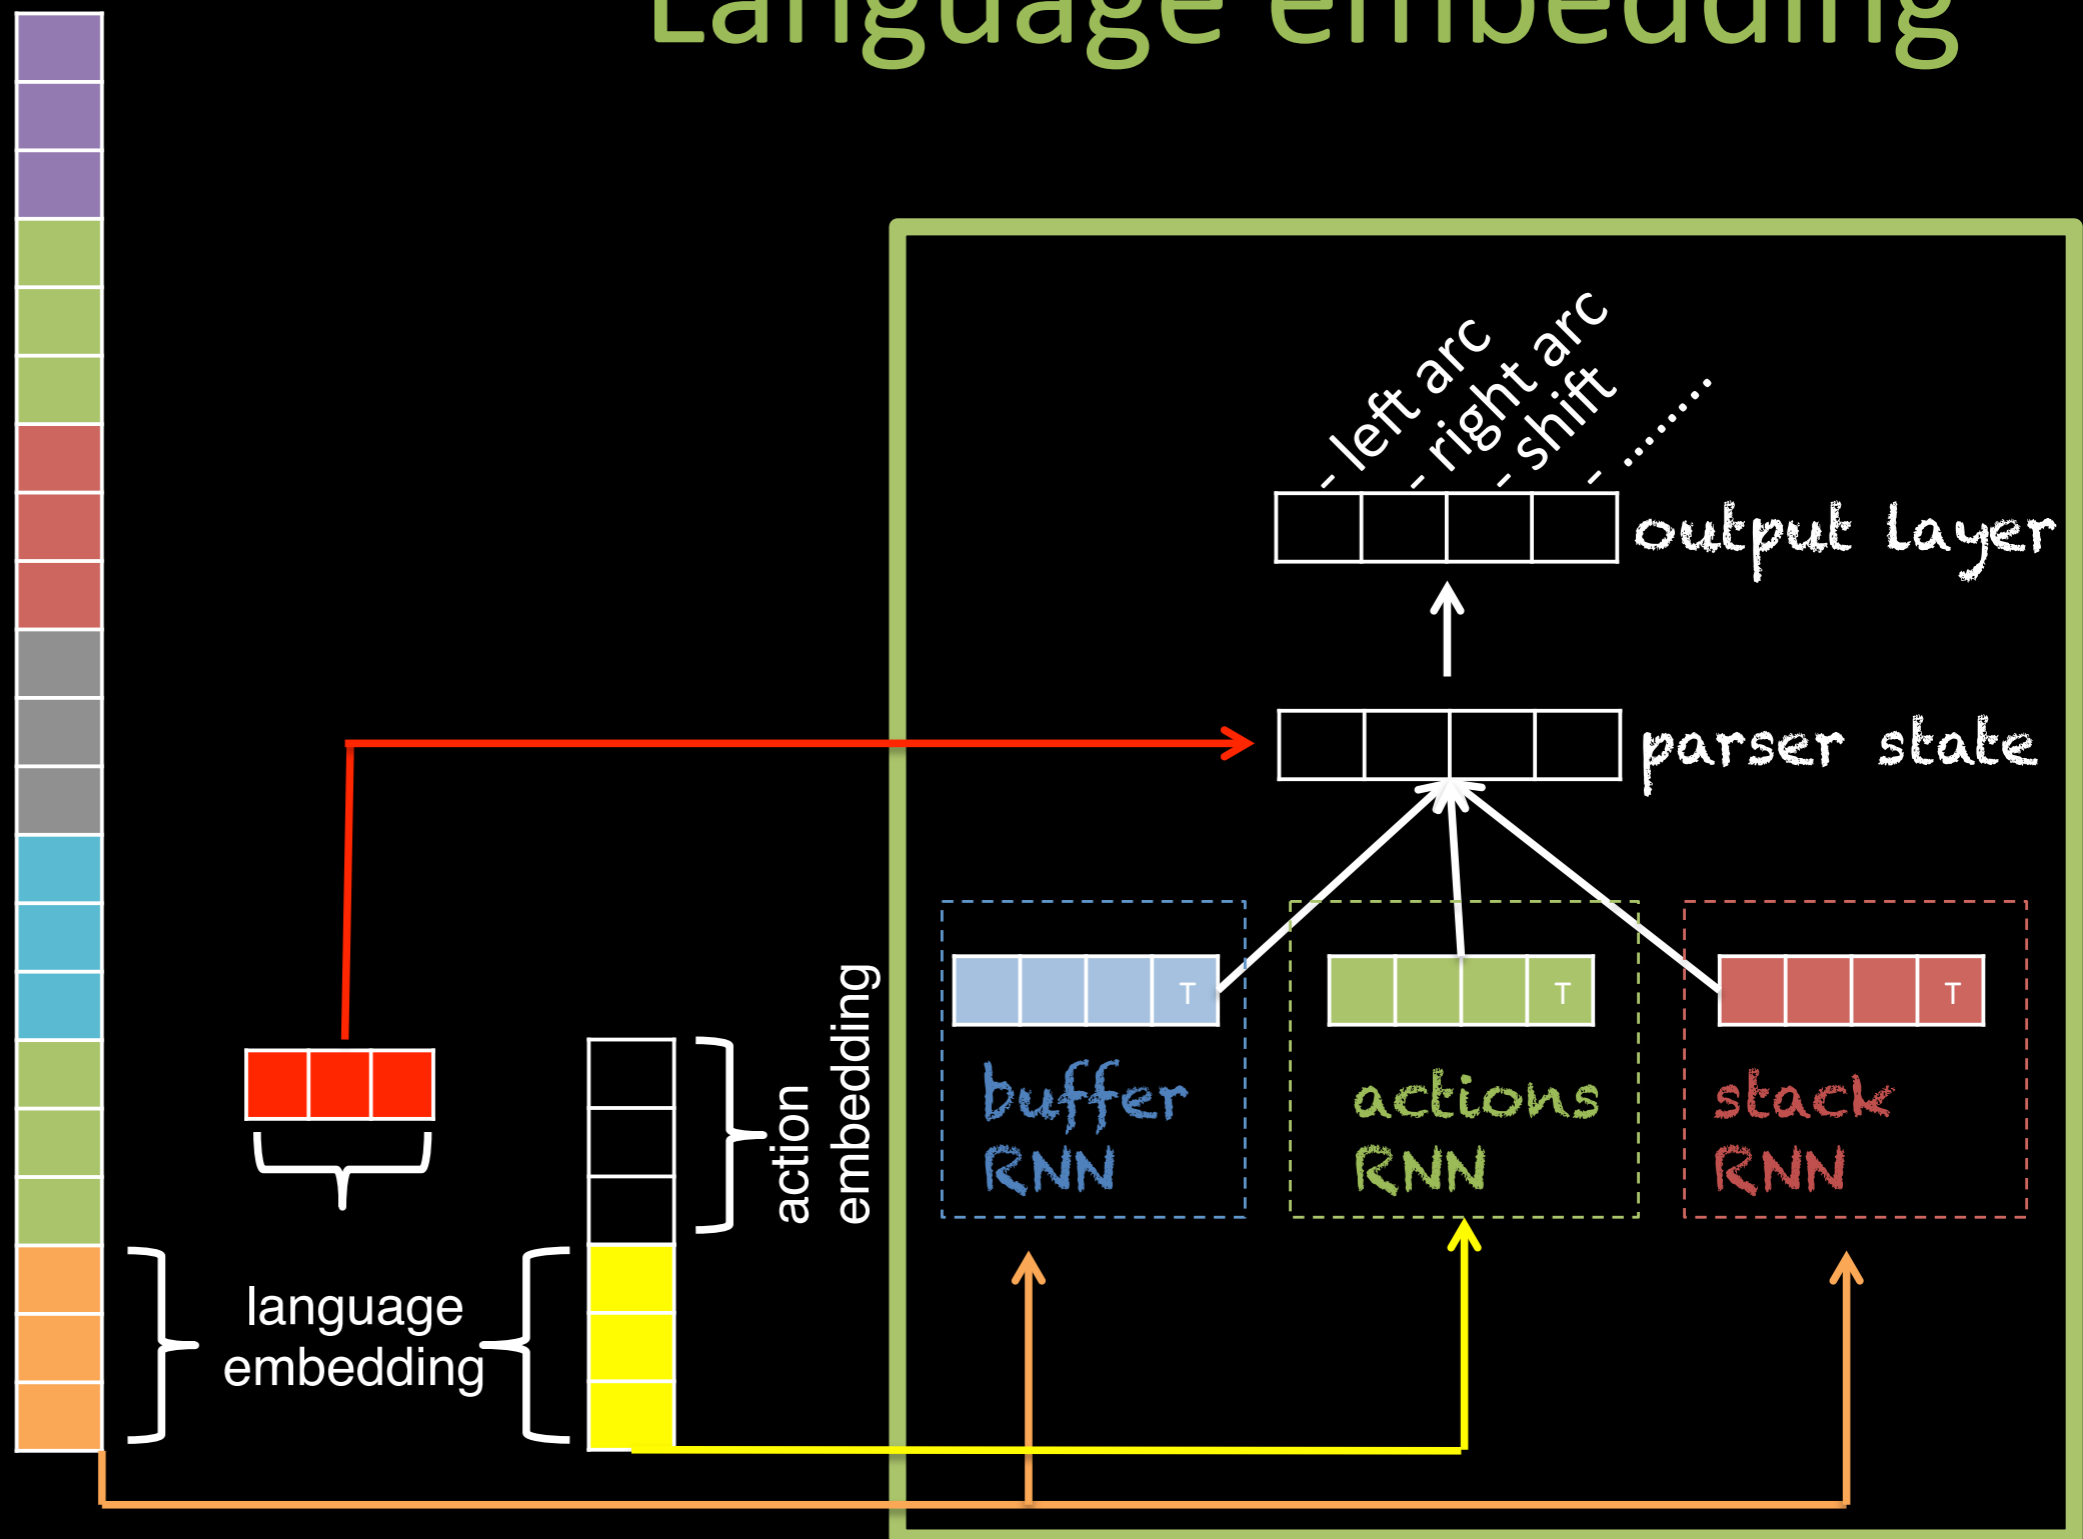 Language embedding
- left arc
- right arc
- shift
- ........
output layer
parser state
T
T
T
buffer
RNN
actions
RNN
stack
RNN
action
embedding
language
embedding